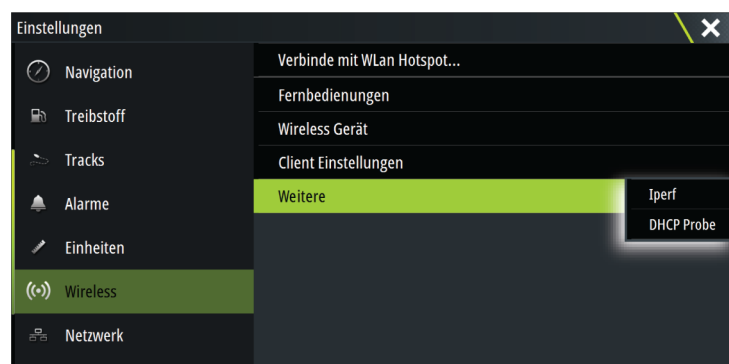 Einstellungen
Navigation
Treibstoff
Tracks
Alarme
Einheiten
Wireless
Netzwerk
Verbinde mit WLan Hotspot...
Fernbedienungen
Wireless Gerät
Client Einstellungen
Weitere
Iperf
DHCP Probe